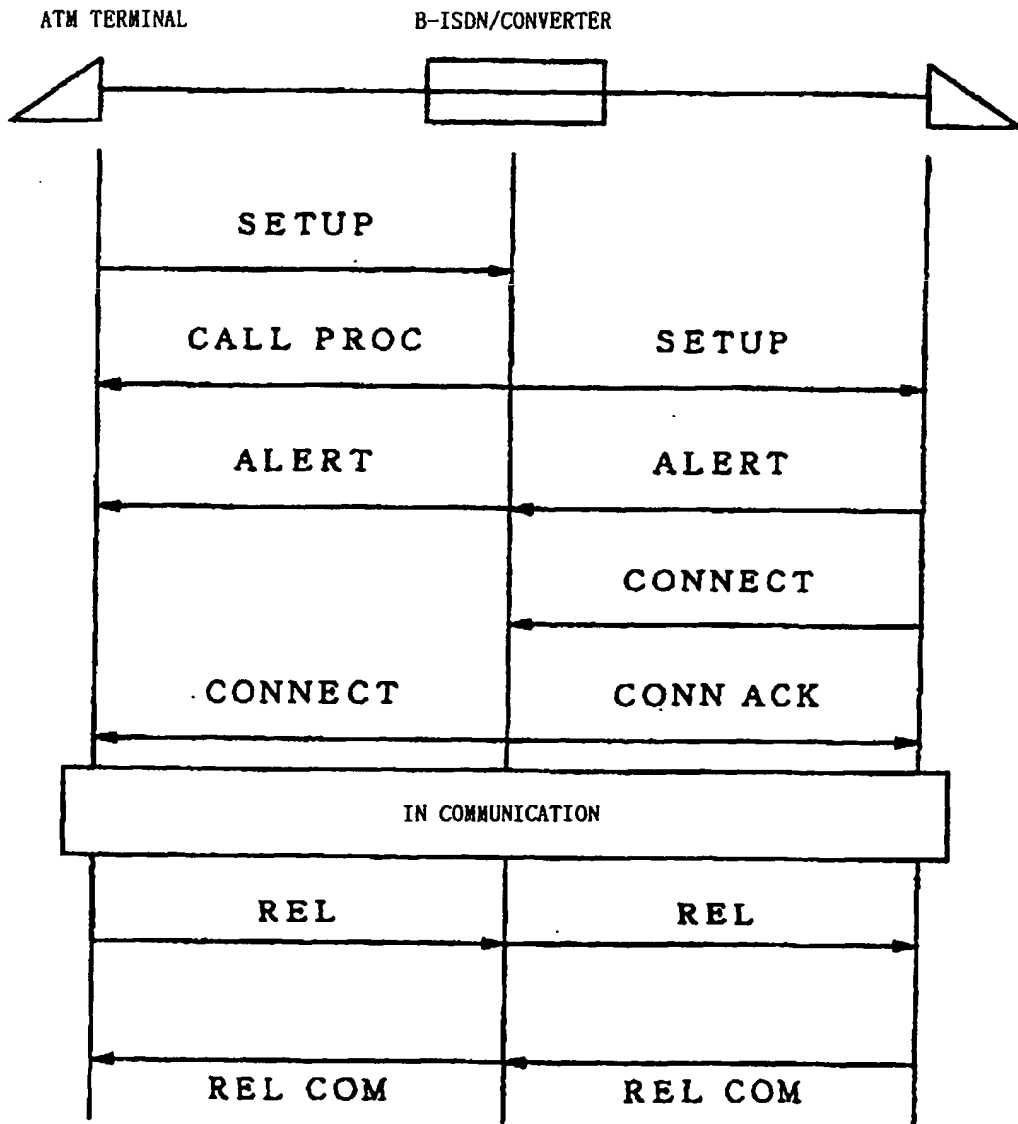 ATM TERMINAL B-ISDN/CONVERTER
SETUP
CALL PROC SETUP
ALERT ALERT
CONNECT
CONNECT CONN ACK
IN COMMUNICATION
REL REL
REL COM REL COM